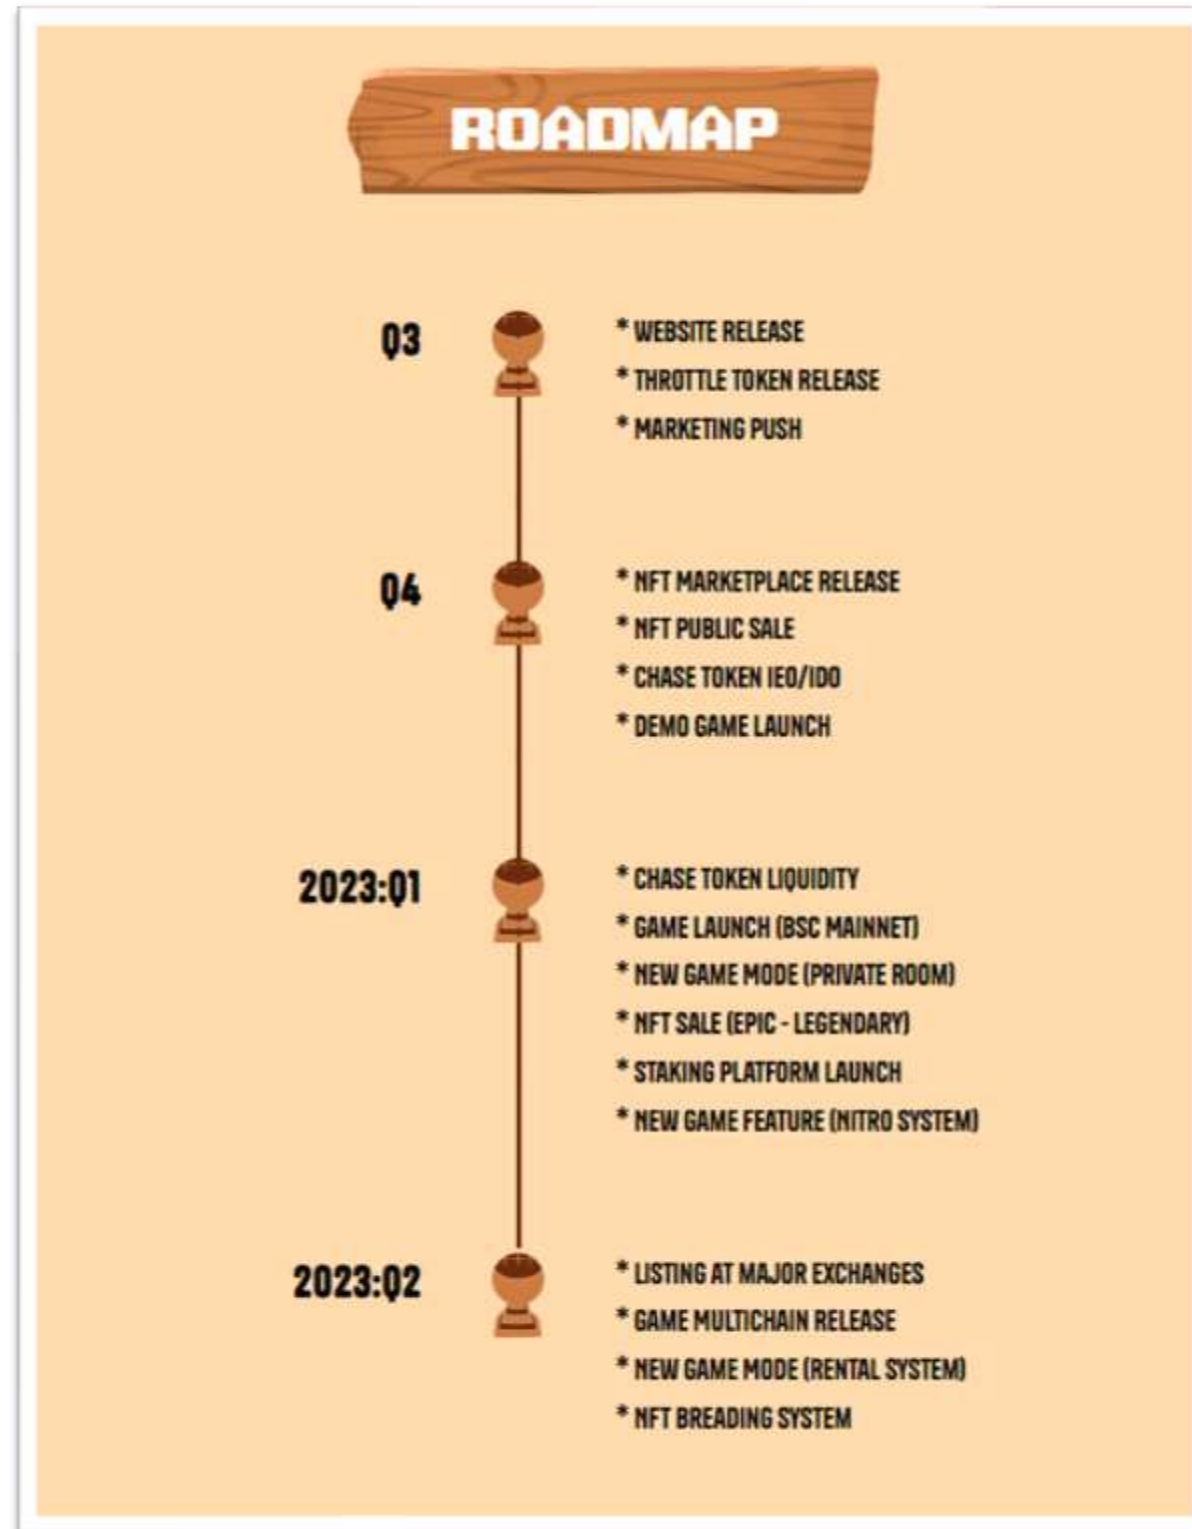 ROADMAP
Q3
* WEBSITE RELEASE
* THROTTLE TOKEN RELEASE
* MARKETING PUSH
Q4
* NFT MARKETPLACE RELEASE
* NFT PUBLIC SALE
* CHASE TOKEN IEO/IDO
* DEMO GAME LAUNCH
2023:Q1
* CHASE TOKEN LIQUIDITY
* GAME LAUNCH (BSC MAINNET)
* NEW GAME MODE (PRIVATE ROOM)
* NFT SALE (EPIC - LEGENDARY)
* STAKING PLATFORM LAUNCH
* NEW GAME FEATURE (NITRO SYSTEM)
2023:Q2
* LISTING AT MAJOR EXCHANGES
* GAME MULTICHAIN RELEASE
* NEW GAME MODE (RENTAL SYSTEM)
* NFT BREADING SYSTEM